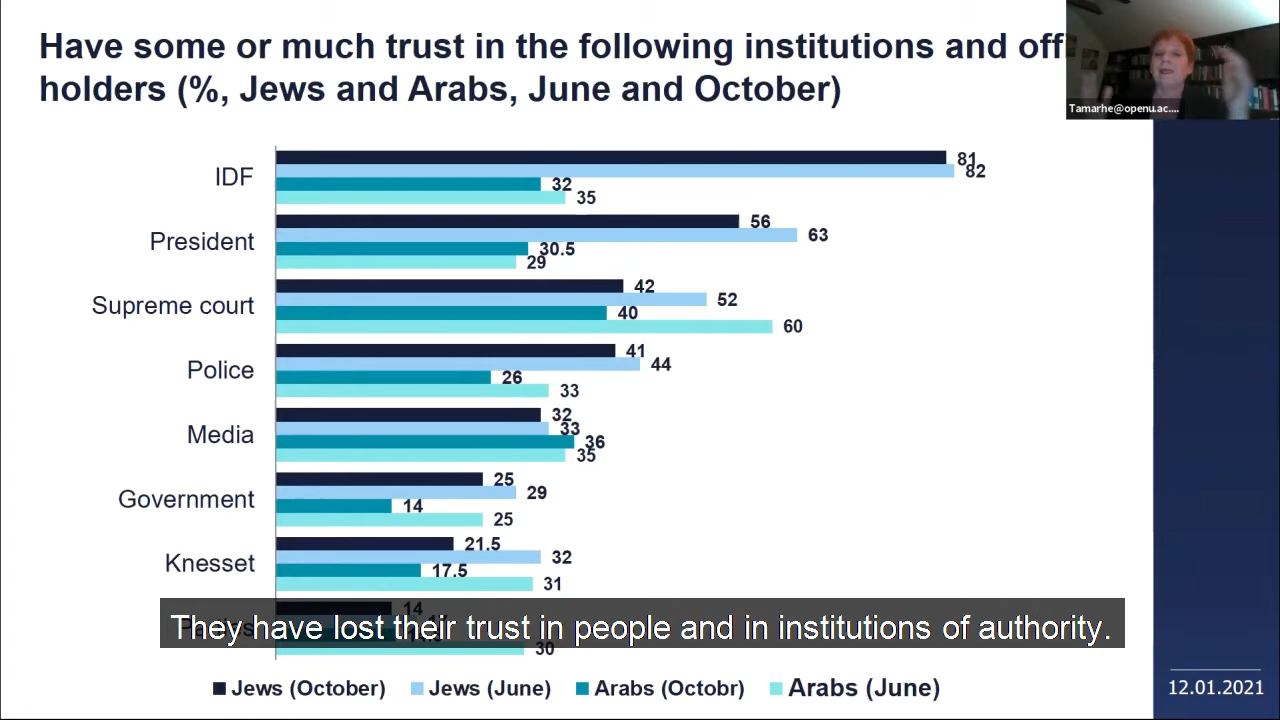 Have some or much trust in the following institutions and off
holders (%, Jews and Arabs, June and October)
Tamarhe@openu.ac....
IDF
81
82
32
35
President
56
63
30.5
29
Supreme court
42
52
40
60
Police
41
44
26
33
Media
32
33
36
35
Government
25
29
14
25
Knesset
21.5
32
17.5
31
14
30
They have lost their trust in people and in institutions of authority.
Jews (October)
Jews (June)
Arabs (Octobr)
Arabs (June)
12.01.2021